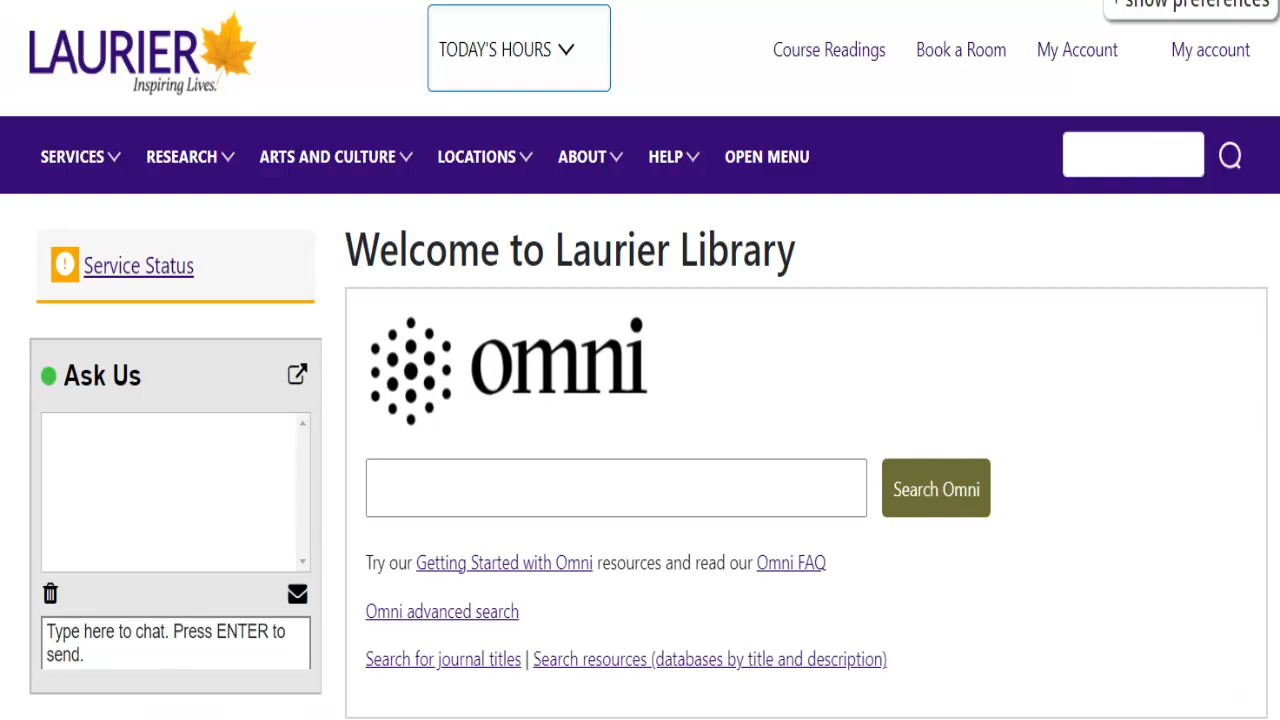 + show preferences
LAURIER
Inspiring Lives.
TODAY'S HOURS
Course Readings
Book a Room
My Account
My account
SERVICES
RESEARCH
ARTS AND CULTURE
LOCATIONS
ABOUT
HELP
OPEN MENU
Service Status
Welcome to Laurier Library
Ask Us
omni
Search Omni
Try our Getting Started with Omni resources and read our Omni FAQ
Omni advanced search
Search for journal titles | Search resources (databases by title and description)
Type here to chat. Press ENTER to
send.